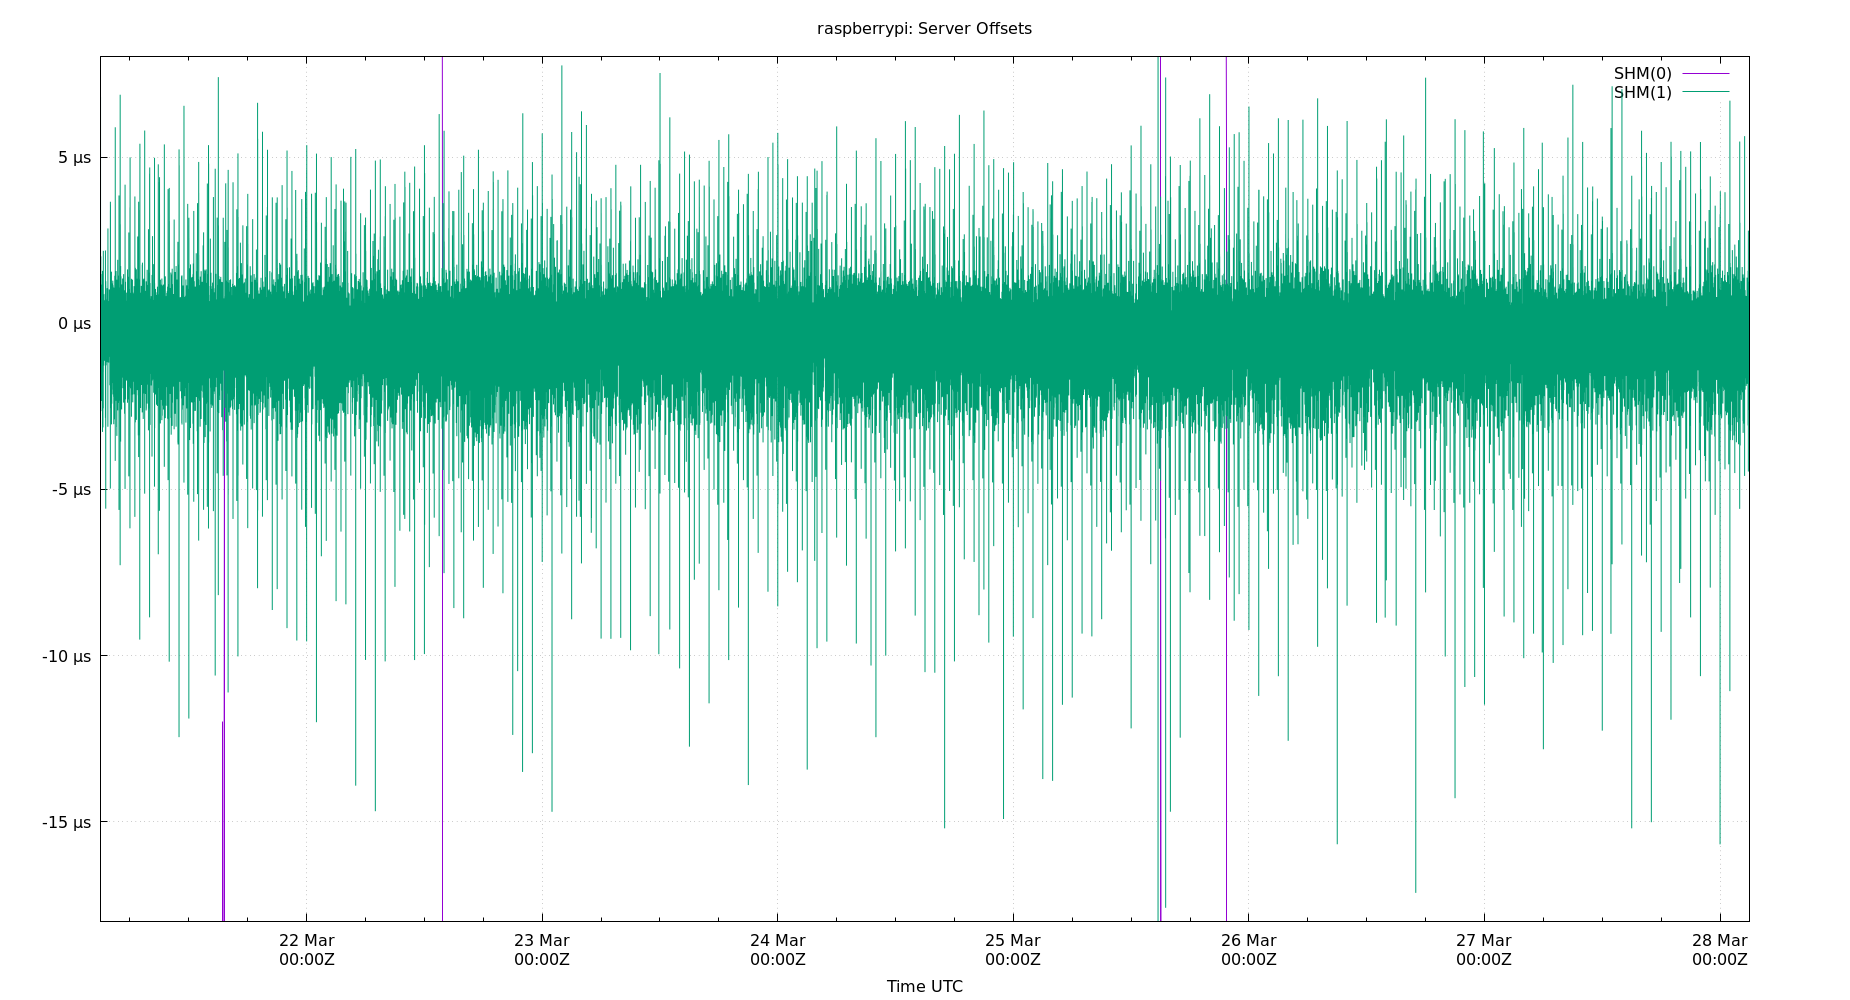 raspberrypi: Server Offsets
SHM(0)
SHM(1)
5 µs
0 µs
-5 µs
-10 µs
-15 µs
22 Mar 23 Mar 24 Mar 25 Mar 26 Mar 27 Mar 28 Mar
00:00Z 00:00Z 00:00Z 00:00Z 00:00Z 00:00Z 00:00Z
Time UTC